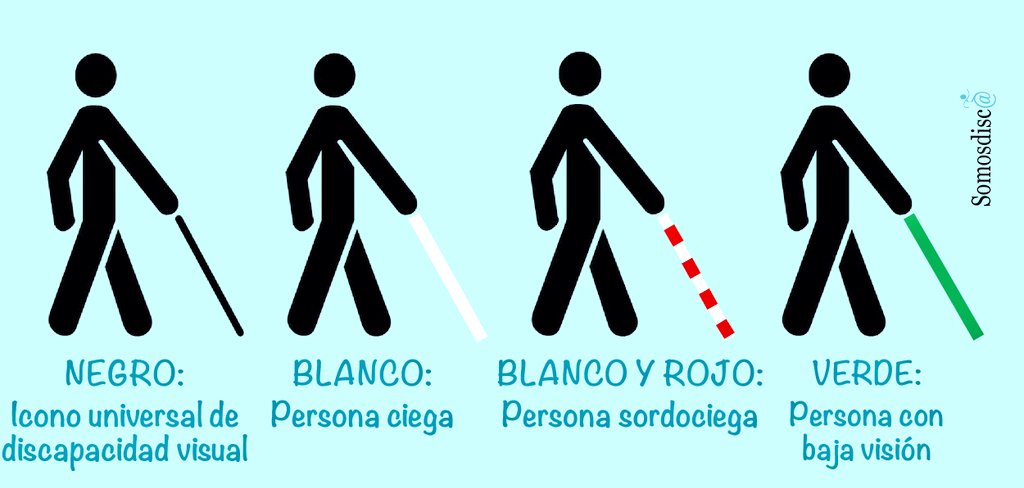 NEGRO:
Icono universal de
discapacidad visual
BLANCO:
Persona ciega
BLANCO Y ROJO:
Persona sordociega
VERDE:
Persona con
baja visión
Somosdisc@